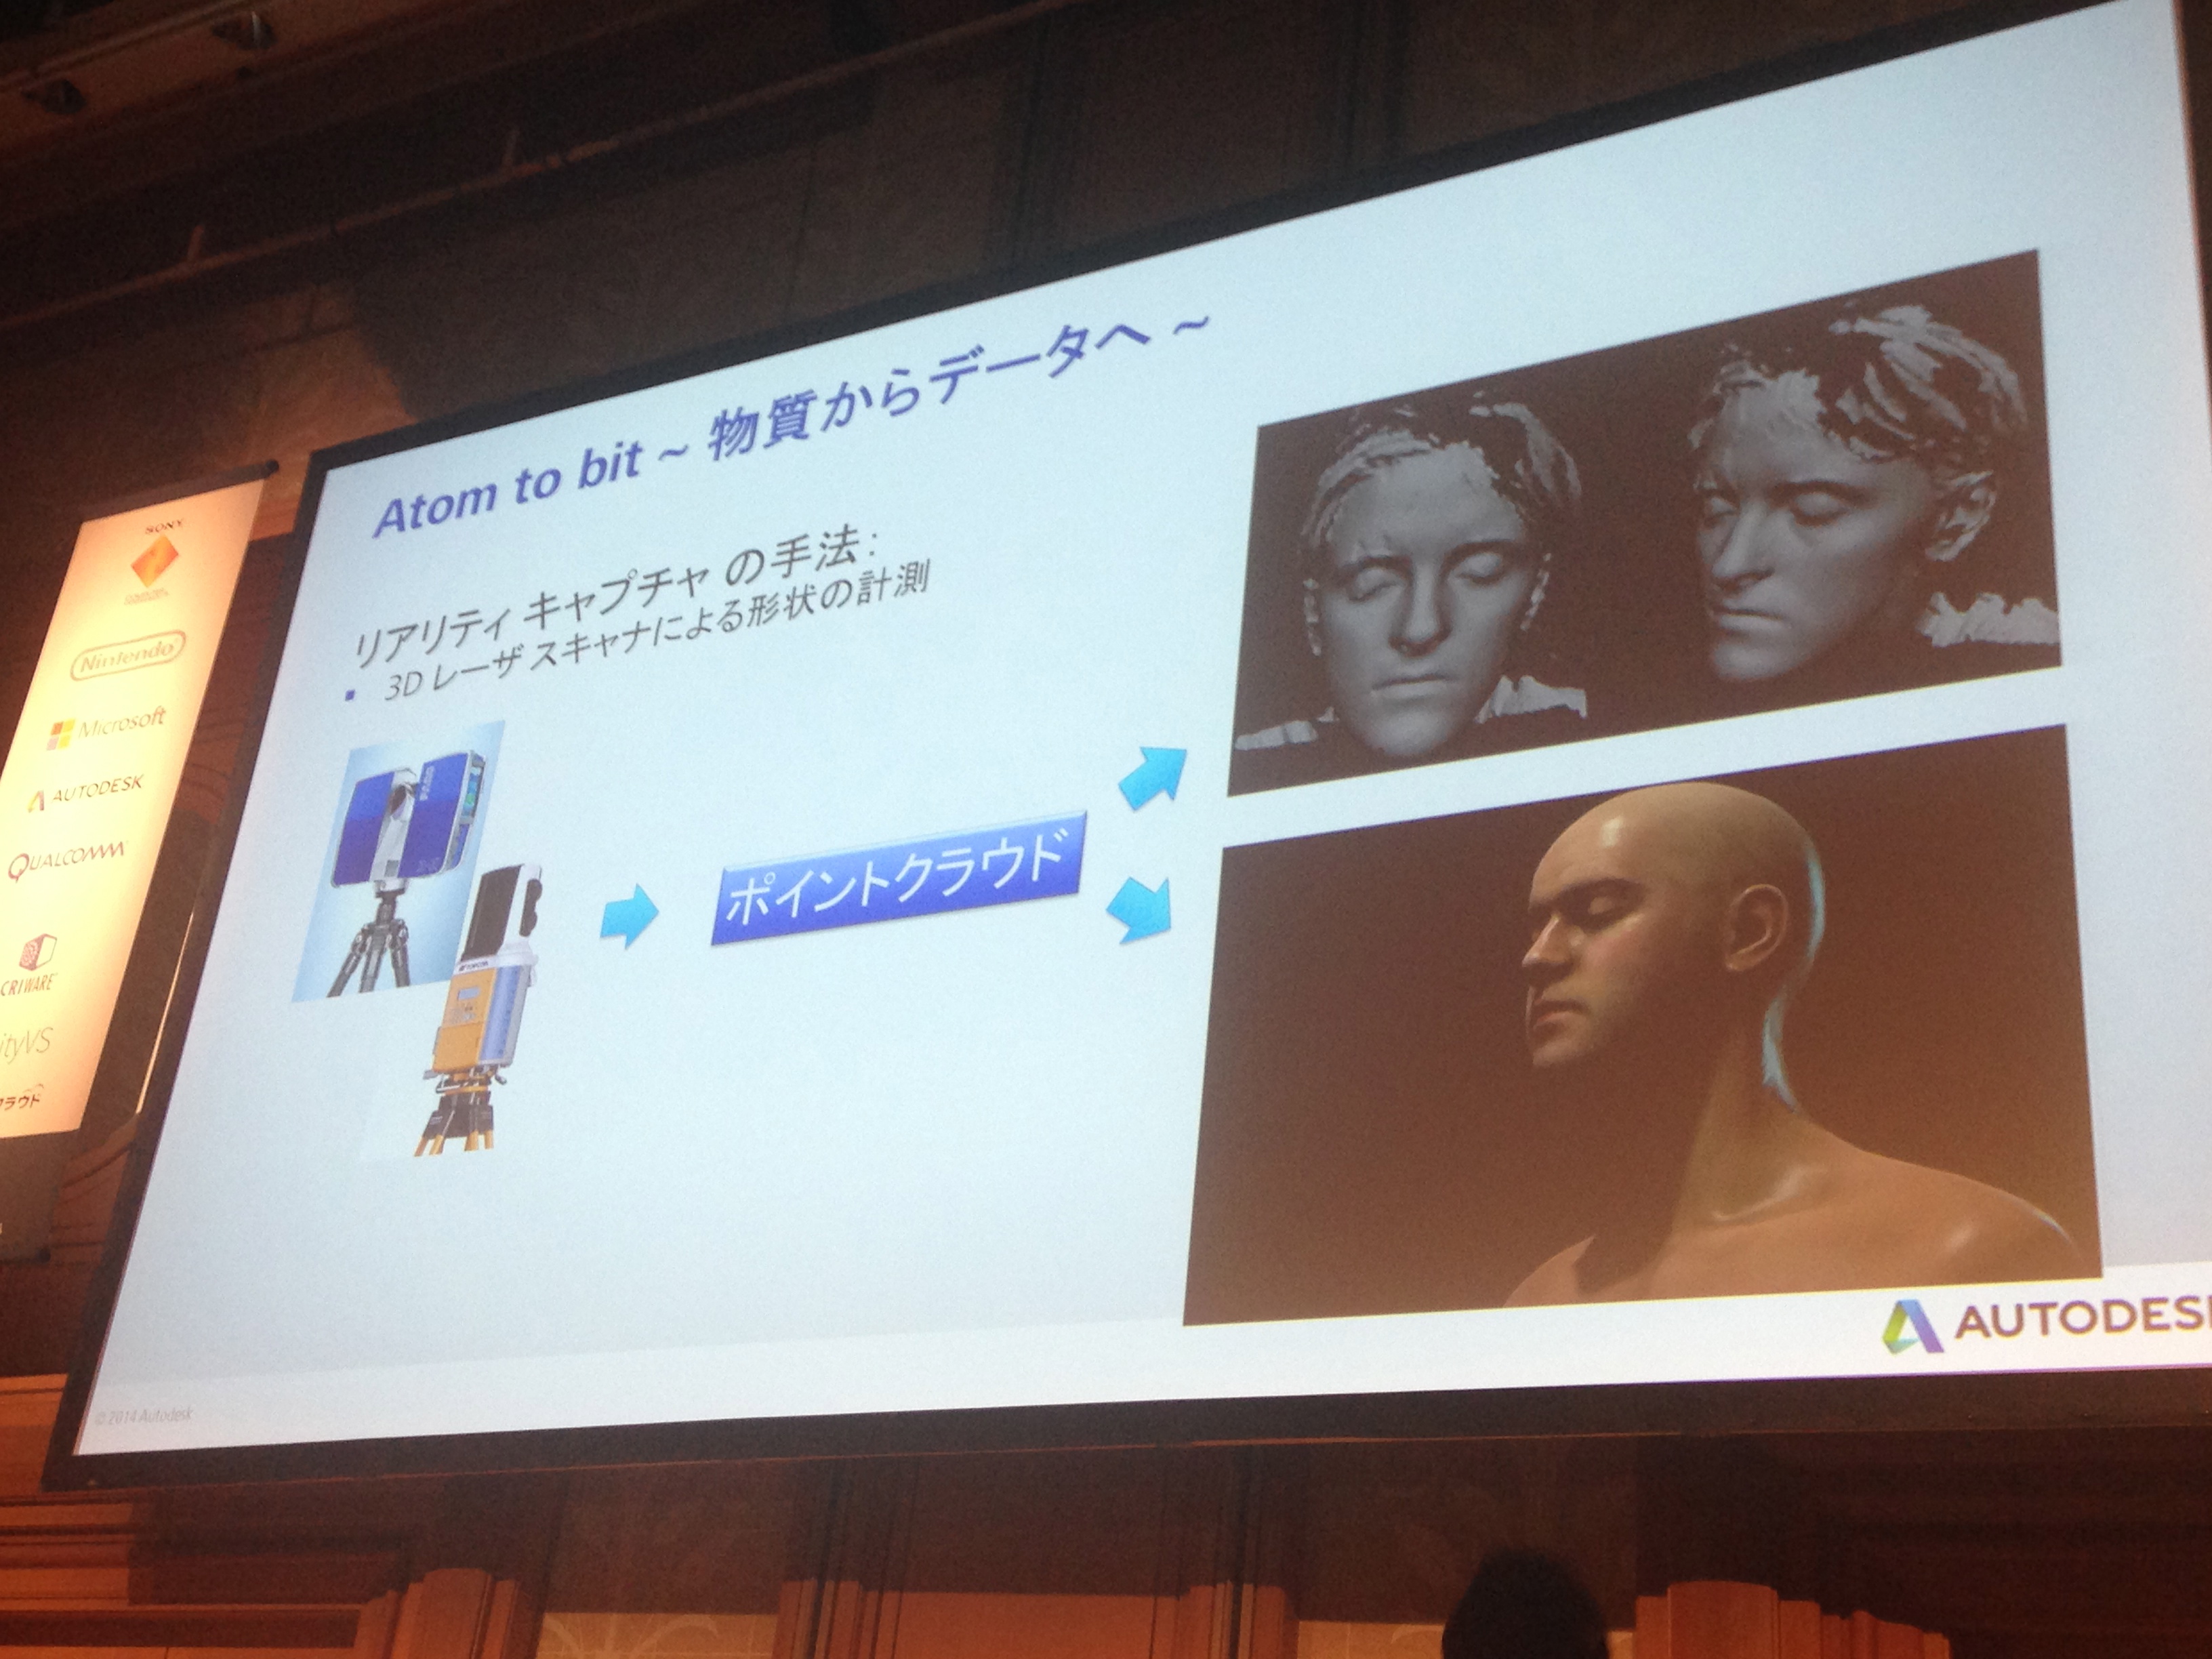 Atom to bit ~ 物質からデータへ ~
リアリティ キャプチャ の手法:
▪ 3D レーザ スキャナによる形状の計測
FARO
TOPCON
ポイントクラウド
AUTODES
© 2014 Autodesk
SONY
Nintendo
Microsoft
AUTODESK
QUALCOMM
CRIWARE
ityVS
ラウド